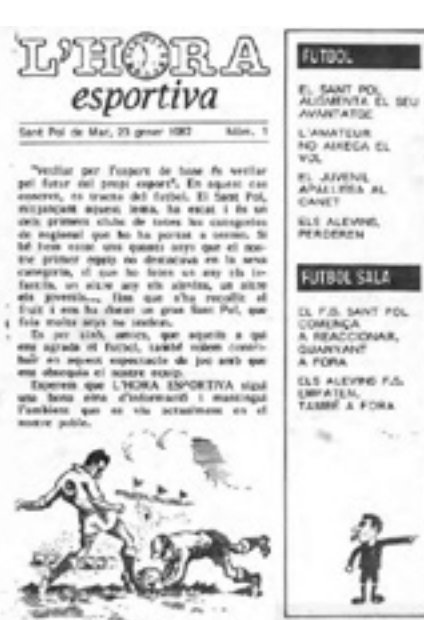 L'HORA
esportiva
Sant Pol de Mar, 23 gener 1987 Núm. 1
"Vetllar per l'esport de base és vetllar
pel futur del propi esport". En aquest cas
concret, es tracta del futbol. El Sant Pol,
mitjançant aquest lema, ha estat i és un
dels primers clubs de totes les categories
de regional que ho ha portat a terme. Si
bé feia uns quants anys que el nos-
tre primer equip no destacava en la seva
categoria, el que ho feien un any els in-
fantils, un altre any els alevins, un altre
els juvenils..., fins que s'ha recollit el
fruit i ens ha donat un gran Sant Pol, que
feia molts anys no teníem.
És per això, amics, que aquells a qui
ens agrada el futbol, també volem contri-
buir en aquest espectacle de joc amb que
ens obsequia el nostre equip.
Esperem que L'HORA ESPORTIVA sigui
una bona eina d'informació i mantingui
l'ambient que es viu actualment en el
nostre poble.
FUTBOL
EL SANT POL
AUGMENTA EL SEU
AVANTATGE
L'AMATEUR
NO AIXECA EL
VOL
EL JUVENIL
APALLISSA AL
CANET
ELS ALEVINS,
PERDEREN
FUTBOL SALA
EL F.S. SANT POL
COMENÇA
A REACCIONAR,
GUANYANT
A FORA
ELS ALEVINS F.S.
EMPATEN,
TAMBÉ A FORA